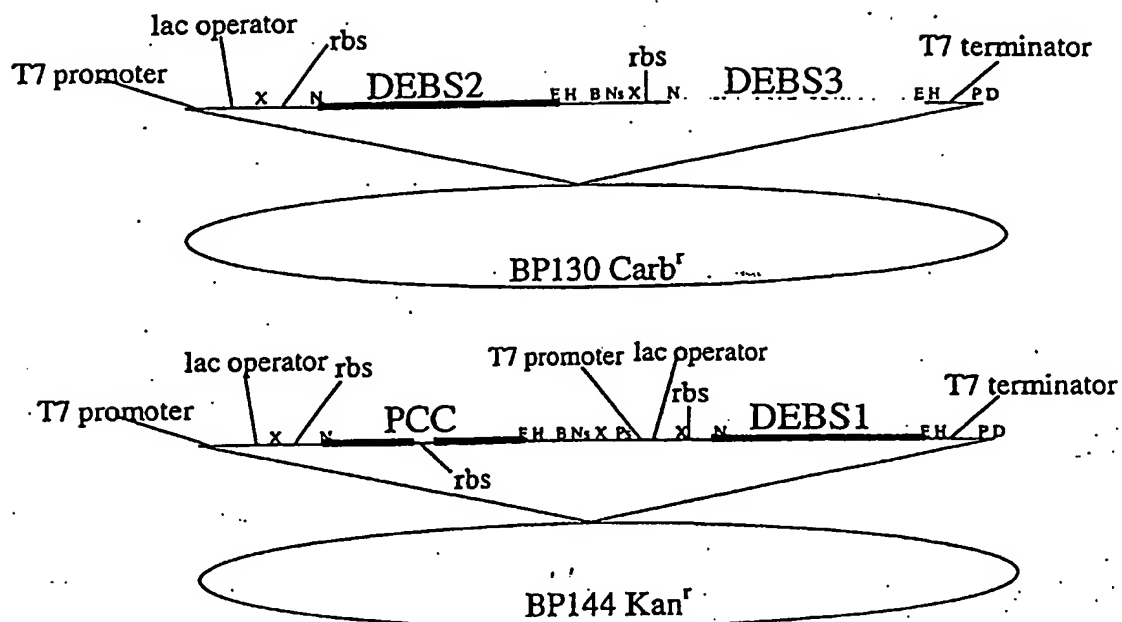 lac operator
rbs
T7 promoter
X
N
DEBS2
E H B Ns X
rbs
N
DEBS3
T7 terminator
E H P D
BP130 Carbʳ
lac operator rbs
T7 promoter
X
N
PCC
rbs
E H B Ns X Ps
T7 promoter lac operator
rbs
X
N
DEBS1
T7 terminator
E H P D
BP144 Kanʳ